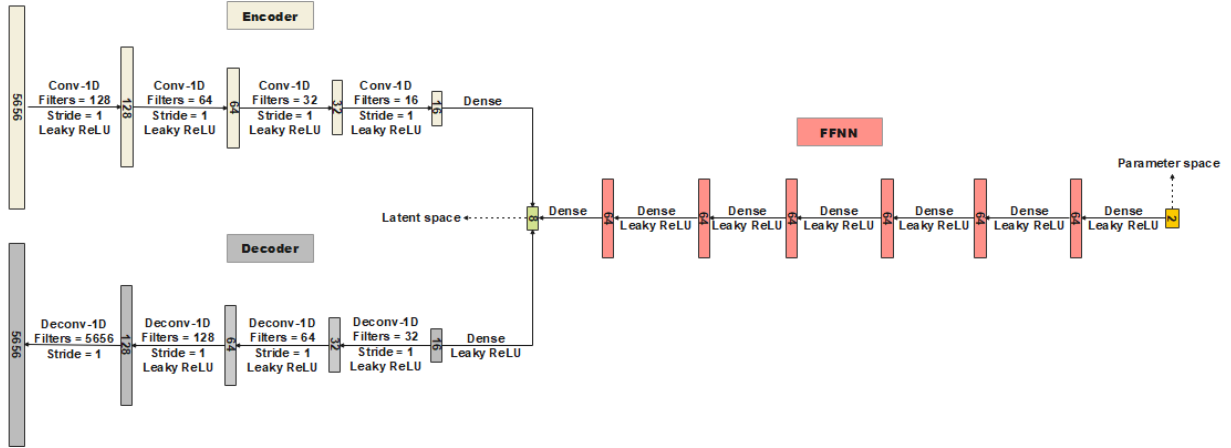 Encoder
5656
Conv-1D
Filters = 128
Stride = 1
Leaky ReLU
128
Conv-1D
Filters = 64
Stride = 1
Leaky ReLU
64
Conv-1D
Filters = 32
Stride = 1
Leaky ReLU
32
Conv-1D
Filters = 16
Stride = 1
Leaky ReLU
16
Dense
Latent space
8
Dense
64
Dense
Leaky ReLU
64
Dense
Leaky ReLU
64
Dense
Leaky ReLU
64
Dense
Leaky ReLU
64
Dense
Leaky ReLU
64
Dense
Leaky ReLU
2
FFNN
Parameter space
Decoder
5656
Deconv-1D
Filters = 5656
Stride = 1
128
Deconv-1D
Filters = 128
Stride = 1
Leaky ReLU
64
Deconv-1D
Filters = 64
Stride = 1
Leaky ReLU
32
Deconv-1D
Filters = 32
Stride = 1
Leaky ReLU
16
Dense
Leaky ReLU